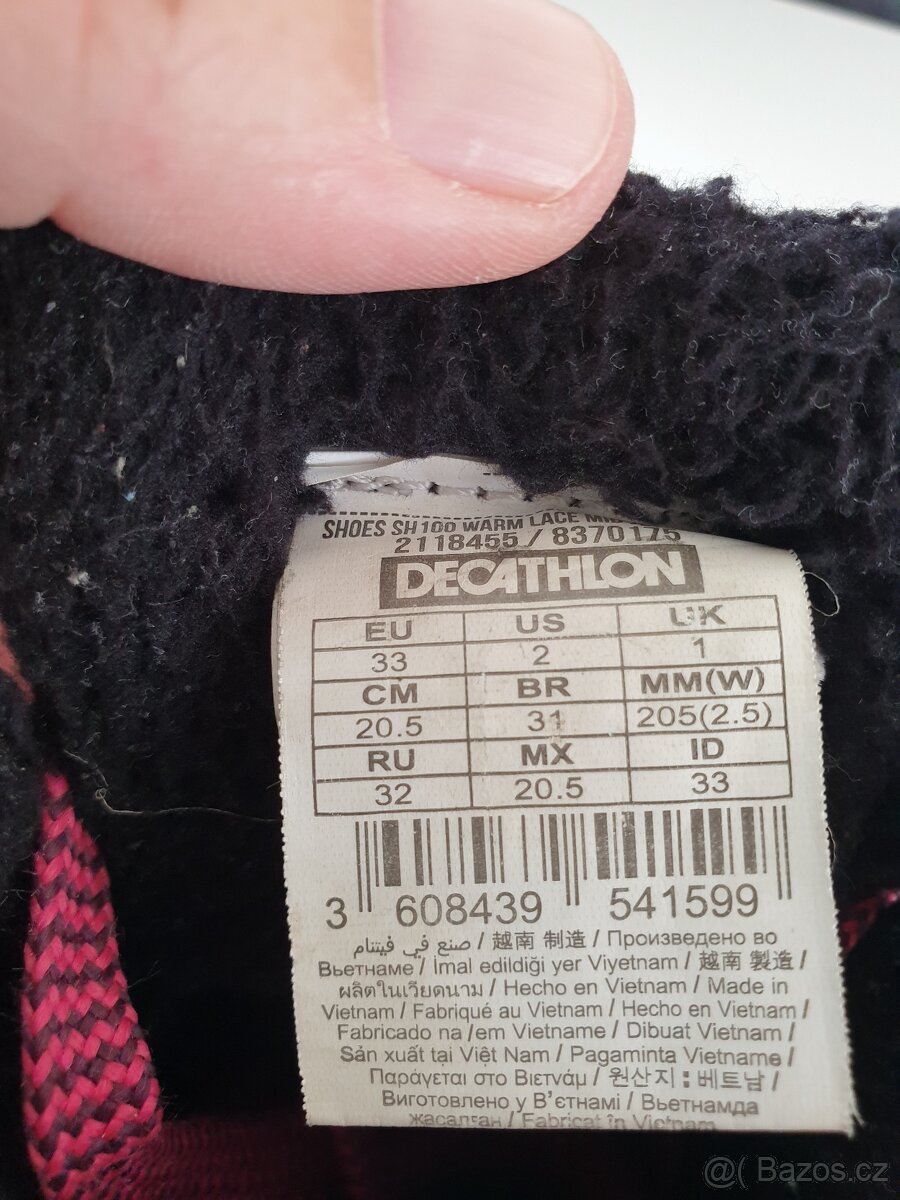 SHOES SH100 WARM LACE
2118455 / 8370175
DECATHLON
EU US UK
33 2 1
CM BR MM(W)
20.5 31 205(2.5)
RU MX ID
32 20.5 33
3 608439 541599
صنع في فيتنام / 越南 制造 / Произведено во
Вьетнаме / İmal edildiği yer Viyetnam / 越南 製造 /
ผลิตในเวียดนาม / Hecho en Vietnam / Made in
Vietnam / Fabriqué au Vietnam / Hecho en Vietnam /
Fabricado na /em Vietname / Dibuat Vietnam /
Sản xuất tại Việt Nam / Pagaminta Vietname /
Παράγεται στο Βιετνάμ / 원산지 : 베트남 /
Виготовлено у В'єтнамі / Вьетнамда
жасалған / Fabricat în Vietnam
@( Bazos.cz